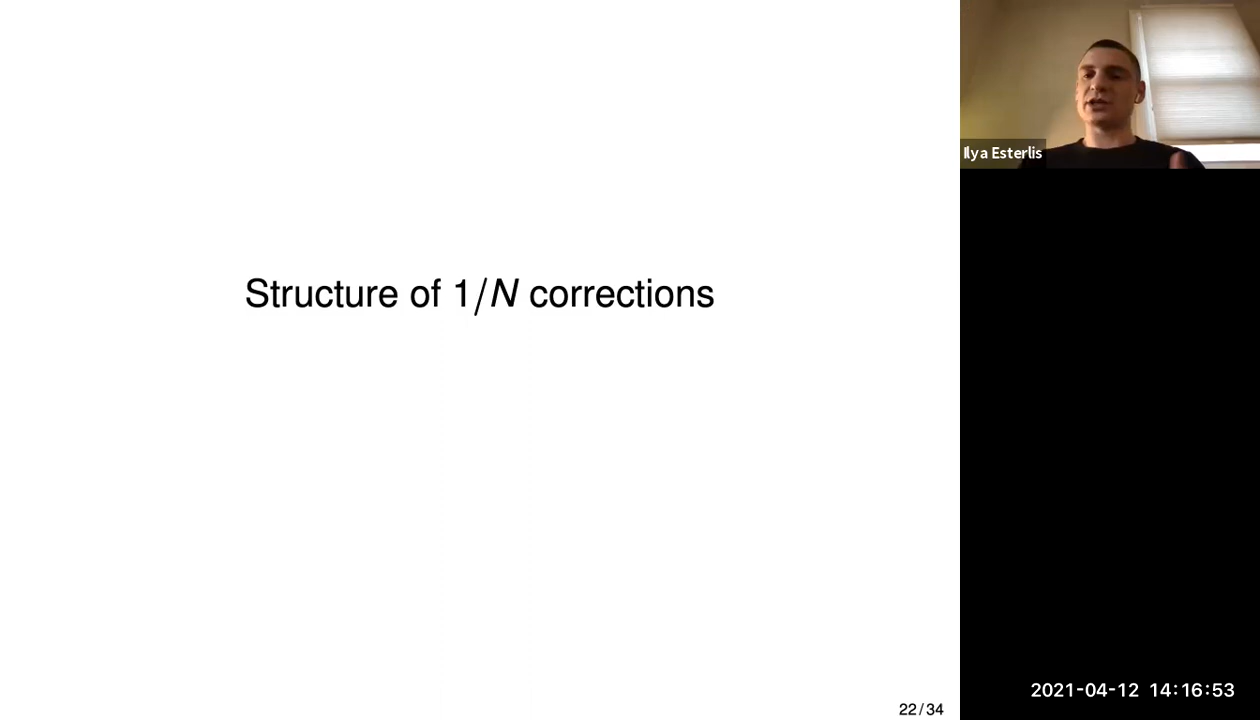 Ilya Esterlis
Structure of 1/N corrections
22/34
2021-04-12 14:16:53